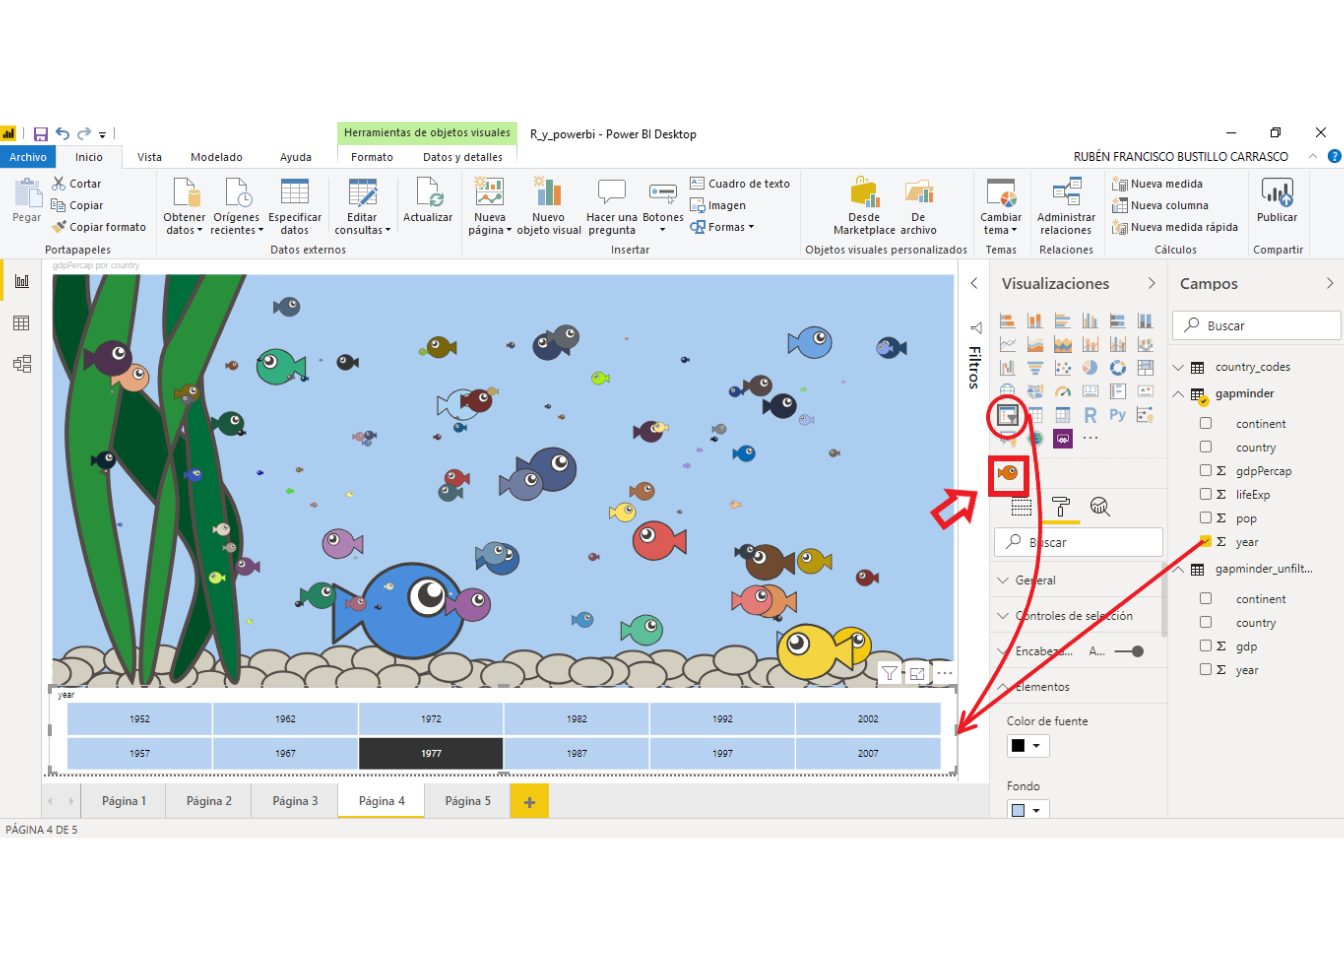 Herramientas de objetos visuales
R_y_powerbi - Power BI Desktop
Archivo
Inicio
Vista
Modelado
Ayuda
Formato
Datos y detalles
RUBÉN FRANCISCO BUSTILLO CARRASCO
?
Pegar
Cortar
Copiar
Copiar formato
Portapapeles
Obtener
datos
Orígenes
recientes
Especificar
datos
Editar
consultas
Actualizar
Datos externos
Nueva
página
Nuevo
objeto visual
Hacer una
pregunta
Botones
Cuadro de texto
Imagen
Formas
Insertar
Desde
Marketplace
De
archivo
Objetos visuales personalizados
Cambiar
tema
Temas
Administrar
relaciones
Relaciones
Nueva medida
Nueva columna
Nueva medida rápida
Cálculos
Publicar
Compartir
gdpPercap por country
Filtros
Visualizaciones
R
Py
Buscar
General
Controles de selección
Encabeza... A...
Elementos
Color de fuente
Fondo
Campos
Buscar
country_codes
gapminder
continent
country
Σ gdpPercap
Σ lifeExp
Σ pop
Σ year
gapminder_unfilt...
continent
country
Σ gdp
Σ year
year
1952 1962 1972 1982 1992 2002
1957 1967 1977 1987 1997 2007
Página 1
Página 2
Página 3
Página 4
Página 5
+
PÁGINA 4 DE 5